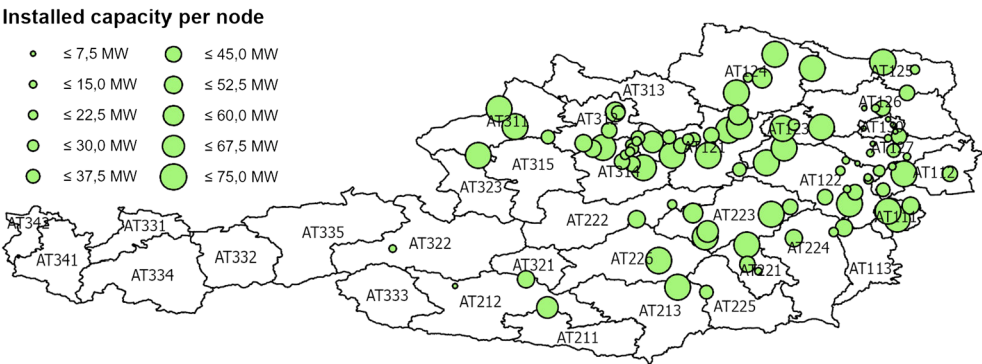 Installed capacity per node
≤ 7,5 MW
≤ 45,0 MW
≤ 15,0 MW
≤ 52,5 MW
≤ 22,5 MW
≤ 60,0 MW
≤ 30,0 MW
≤ 67,5 MW
≤ 37,5 MW
≤ 75,0 MW
AT124
AT125
AT313
AT126
AT311
AT312
AT123
AT130
AT121
AT127
AT315
AT314
AT112
AT323
AT122
AT342
AT331
AT335
AT222
AT223
AT111
AT322
AT224
AT341
AT332
AT226
AT334
AT321
AT221
AT113
AT333
AT212
AT213
AT225
AT211